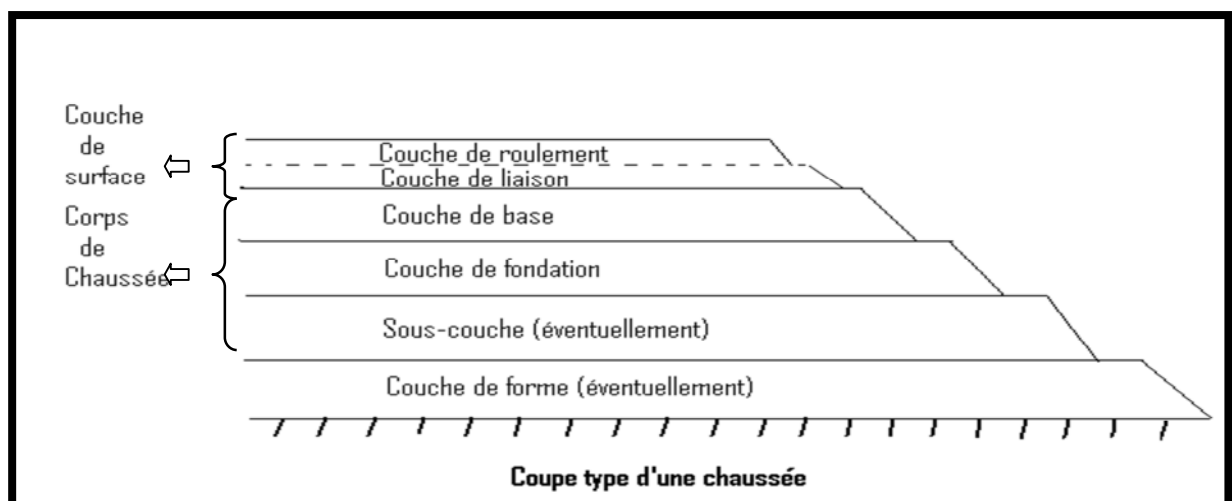 Couche
de
surface
Corps
de
Chaussée
Couche de roulement
Couche de liaison
Couche de base
Couche de fondation
Sous-couche (éventuellement)
Couche de forme (éventuellement)
Coupe type d'une chaussée